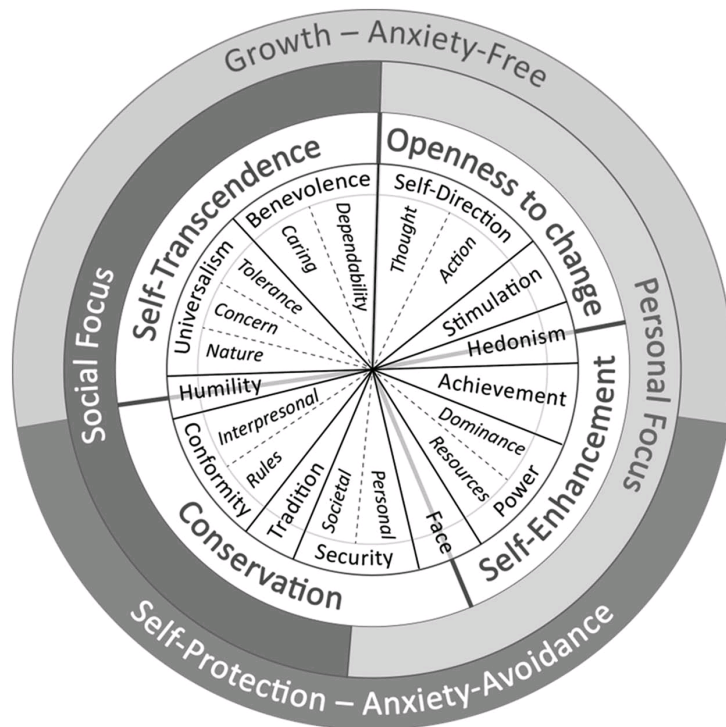 Growth – Anxiety-Free
Social Focus
Personal Focus
Self-Protection – Anxiety-Avoidance
Self-Transcendence
Openness to change
Self-Enhancement
Conservation
Benevolence
Caring
Dependability
Self-Direction
Thought
Action
Stimulation
Hedonism
Achievement
Power
Dominance
Resources
Face
Security
Personal
Societal
Tradition
Conformity
Rules
Interpresonal
Humility
Universalism
Nature
Concern
Tolerance